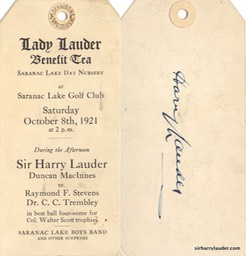 Lady Lauder
Benefit Tea
SARANAC LAKE DAY NURSERY
at
Saranac Lake Golf Club
Saturday
October 8th, 1921
at 2 p.m.
During the Afternoon
Sir Harry Lauder
Duncan MacInnes
vs.
Raymond F. Stevens
Dr. C. C. Trembley
in best ball four-some for
Col. Walter Scott trophies
SARANAC LAKE BOYS BAND
AND OTHER SURPRISES
Harry Lauder
sirharrylauder.com